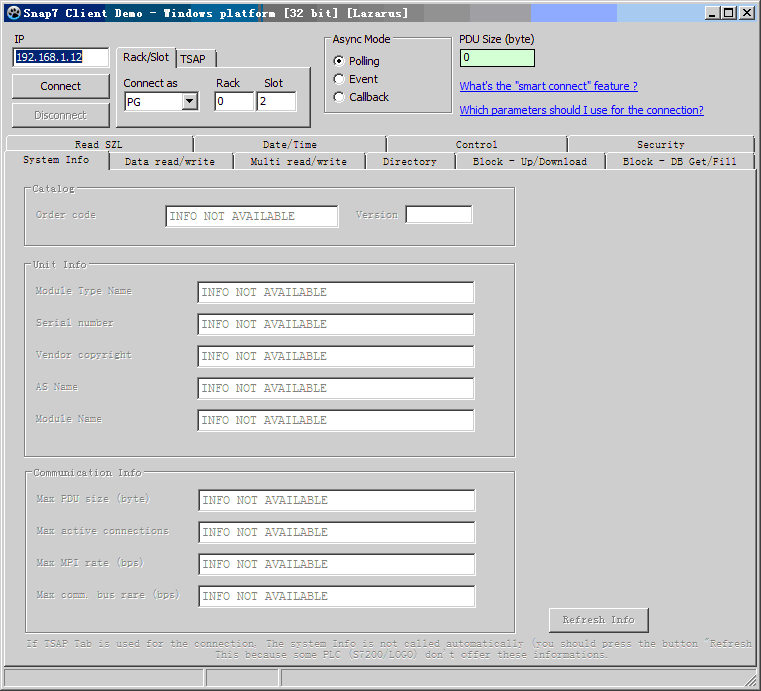 Snap7 Client Demo - Windows platform [32 bit] [Lazarus]
IP
192.168.1.12
Connect
Disconnect
Rack/Slot TSAP
Connect as Rack Slot
PG 0 2
Async Mode
Polling
Event
Callback
PDU Size (byte)
0
What's the "smart connect" feature ?
Which parameters should I use for the connection?
Read SZL Date/Time Control Security
System Info Data read/write Multi read/write Directory Block - Up/Download Block - DB Get/Fill
Catalog
Order code INFO NOT AVAILABLE Version
Unit Info
Module Type Name INFO NOT AVAILABLE
Serial number INFO NOT AVAILABLE
Vendor copyright INFO NOT AVAILABLE
AS Name INFO NOT AVAILABLE
Module Name INFO NOT AVAILABLE
Communication Info
Max PDU size (byte) INFO NOT AVAILABLE
Max active connections INFO NOT AVAILABLE
Max MPI rate (bps) INFO NOT AVAILABLE
Max comm. bus rare (bps) INFO NOT AVAILABLE
Refresh Info
If TSAP Tab is used for the connection, The system Info is not called automatically (you should press the button "Refresh
This because some PLC (S7200/LOGO) don't offer these informations.